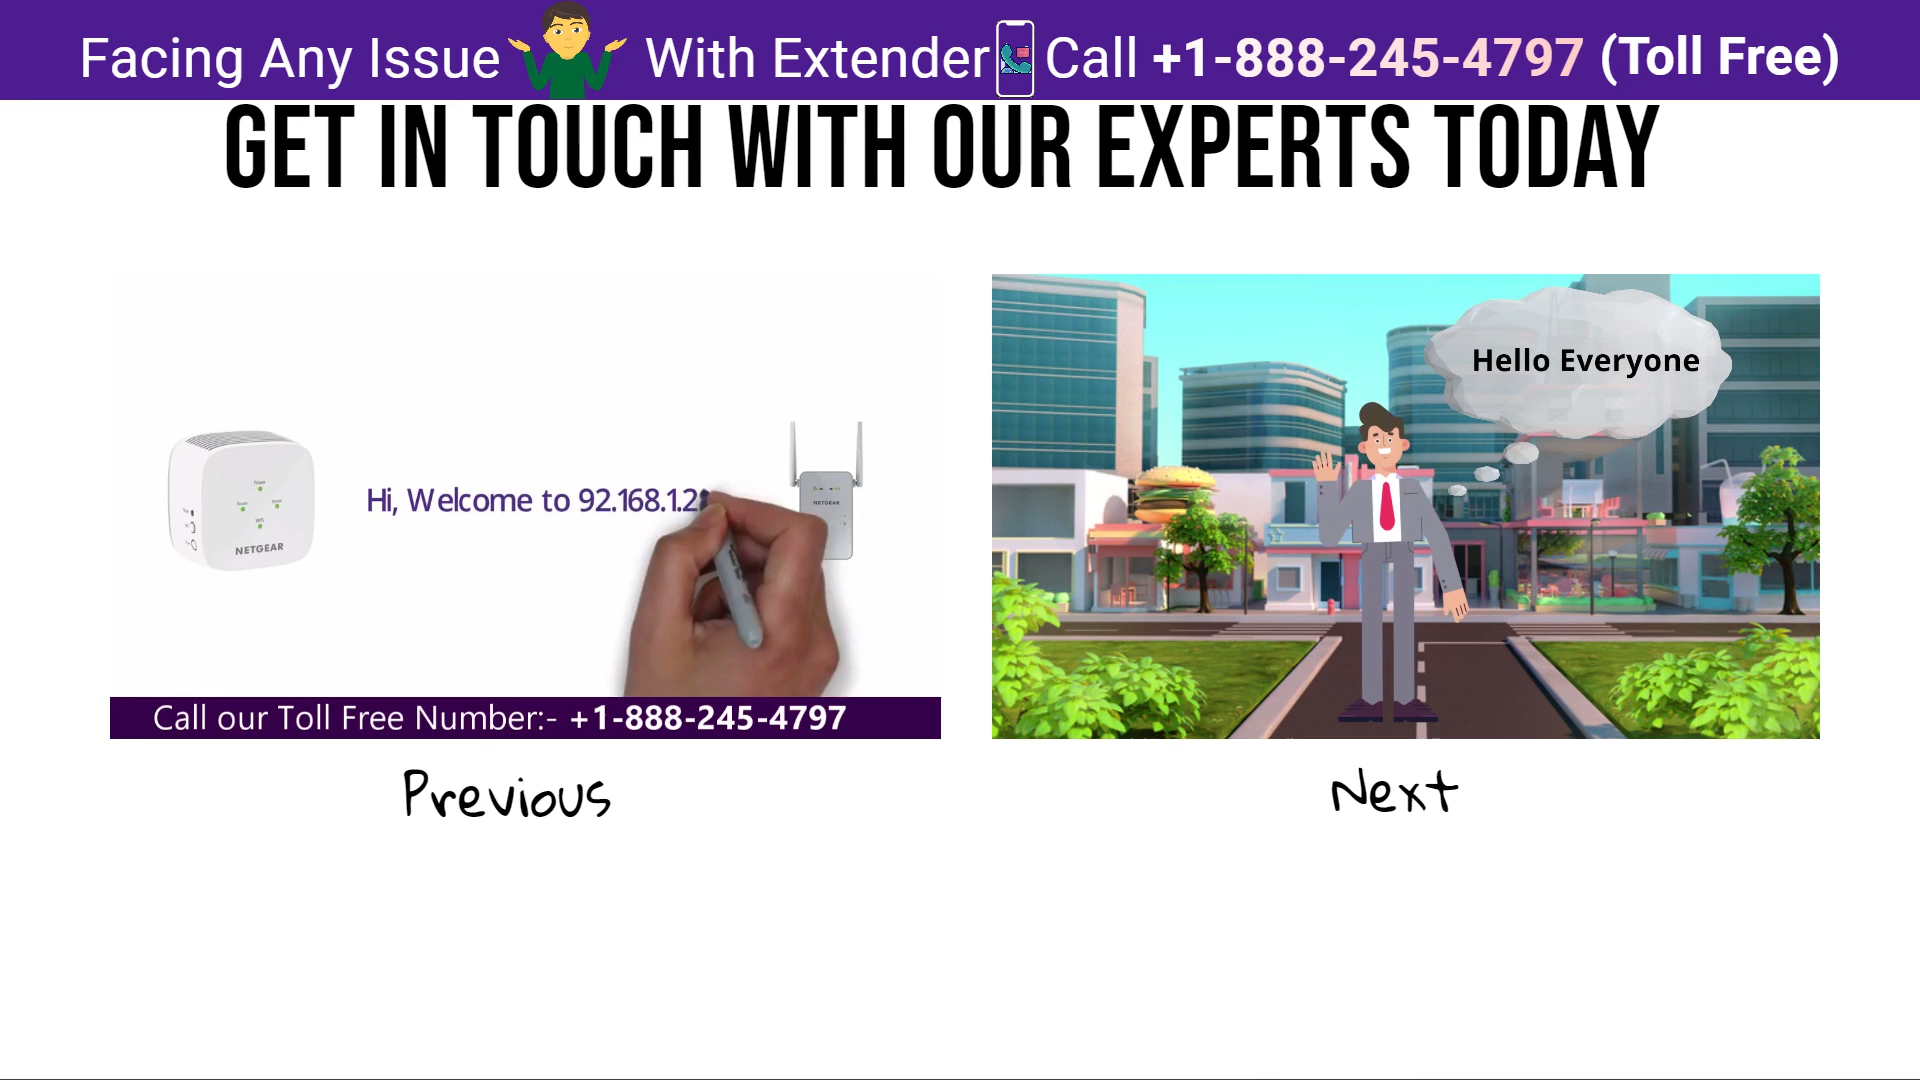 Facing Any Issue With Extender Call +1-888-245-4797 (Toll Free)
GET IN TOUCH WITH OUR EXPERTS TODAY
Hello Everyone
Hi, Welcome to 92.168.1.2
NETGEAR
NETGEAR
Call our Toll Free Number:- +1-888-245-4797
Previous
Next